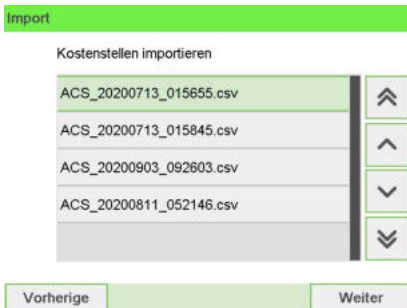 Import
Kostenstellen importieren
ACS_20200713_015655.csv
ACS_20200713_015845.csv
ACS_20200903_092603.csv
ACS_20200811_052146.csv
Vorherige
Weiter